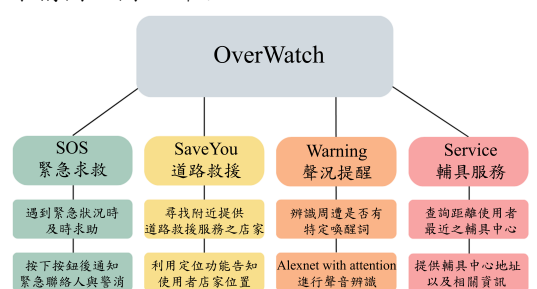 OverWatch
SOS
緊急求救
SaveYou
道路救援
Warning
聲況提醒
Service
輔具服務
遇到緊急狀況時
及時求助
尋找附近提供
道路救援服務之店家
辨識周遭是否有
特定喚醒詞
查詢距離使用者
最近之輔具中心
按下按鈕後通知
緊急聯絡人與警消
利用定位功能告知
使用者店家位置
Alexnet with attention
進行聲音辨識
提供輔具中心地址
以及相關資訊